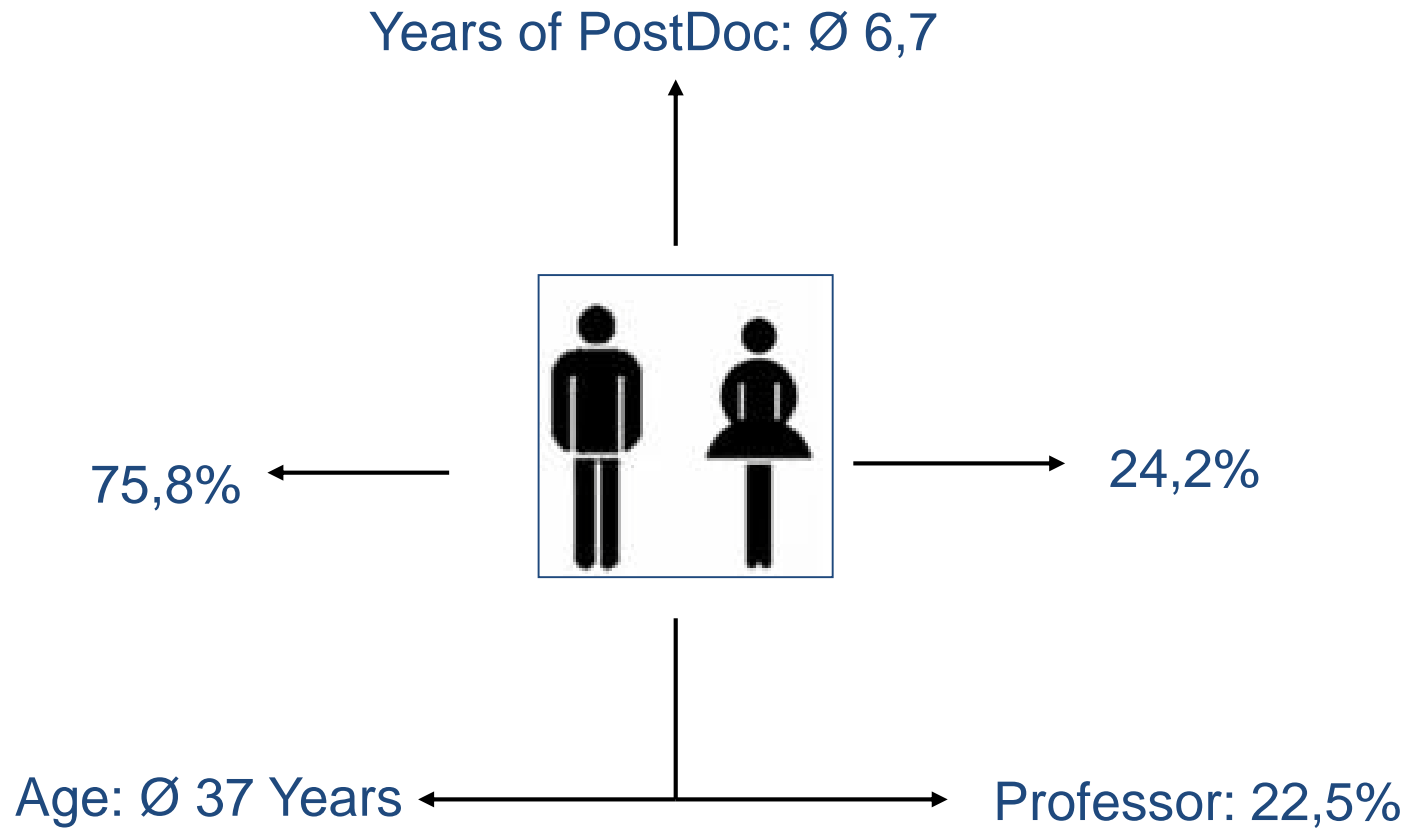 Years of PostDoc: Ø 6,7
75,8%
24,2%
Age: Ø 37 Years
Professor: 22,5%